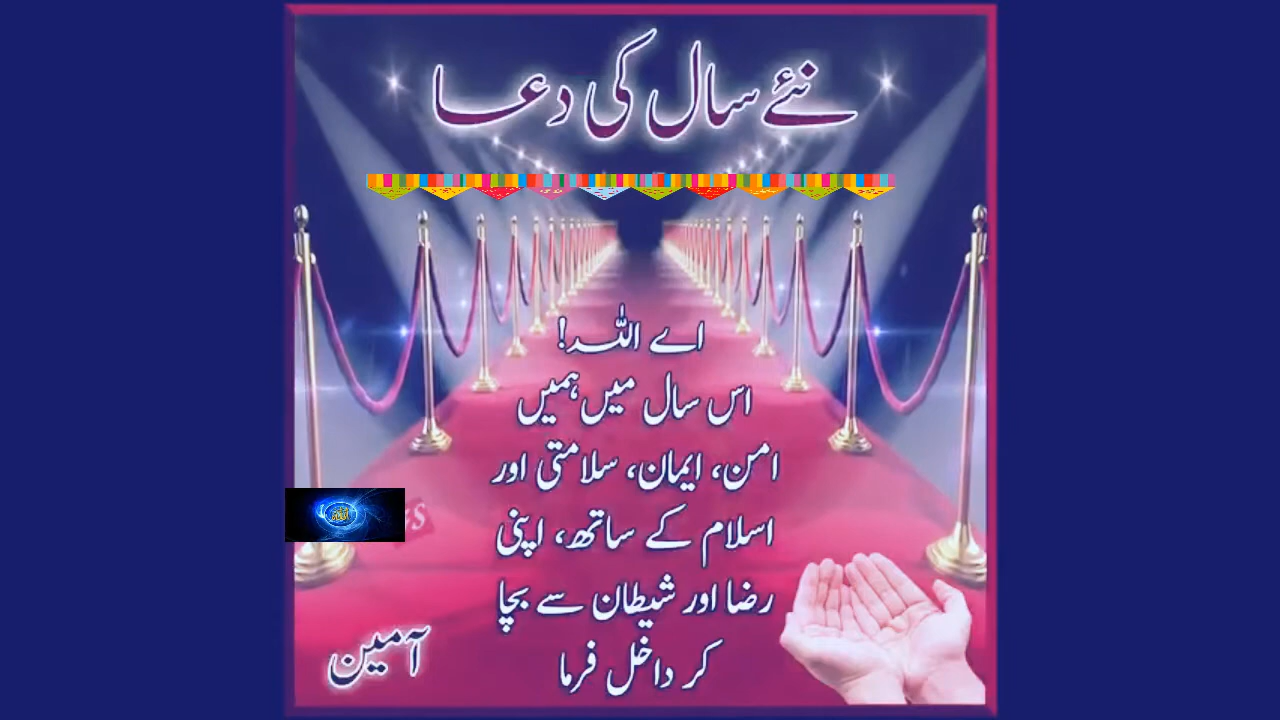 نئے سال کی دعا
اے اللہ!
اس سال میں ہمیں
امن، ایمان، سلامتی اور
اسلام کے ساتھ، اپنی
رضا اور شیطان سے بچا
کر داخل فرما
آمین